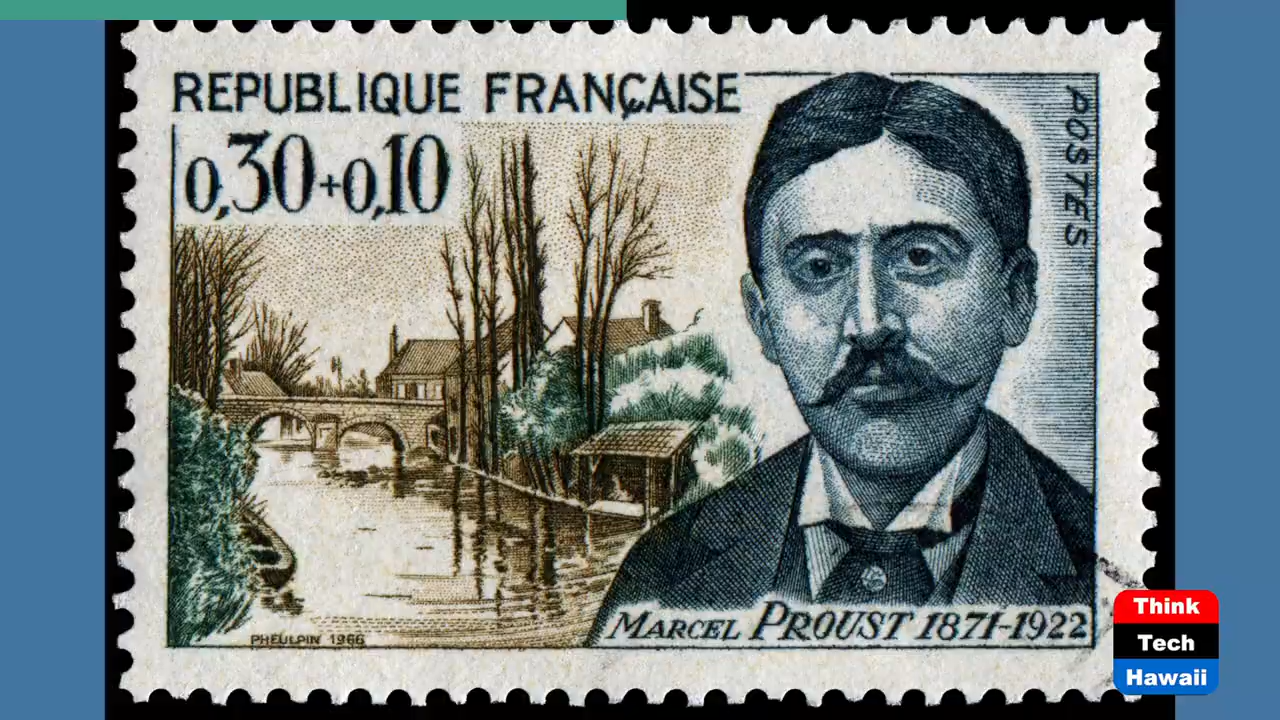 REPUBLIQUE FRANÇAISE
0,30+0,10
POSTES
MARCEL PROUST 1871-1922
PHEULPIN 1966
Think
Tech
Hawaii